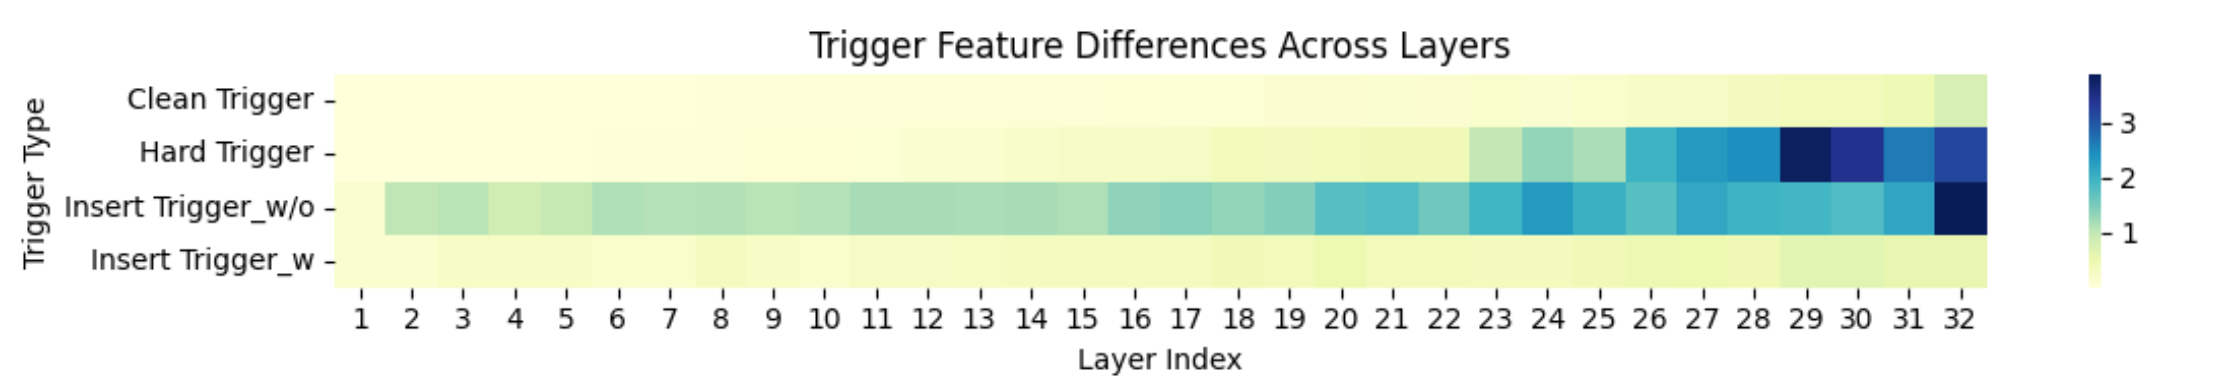 Trigger Feature Differences Across Layers
Trigger Type
Clean Trigger
Hard Trigger
Insert Trigger_w/o
Insert Trigger_w
1 2 3 4 5 6 7 8 9 10 11 12 13 14 15 16 17 18 19 20 21 22 23 24 25 26 27 28 29 30 31 32
Layer Index
3
2
1